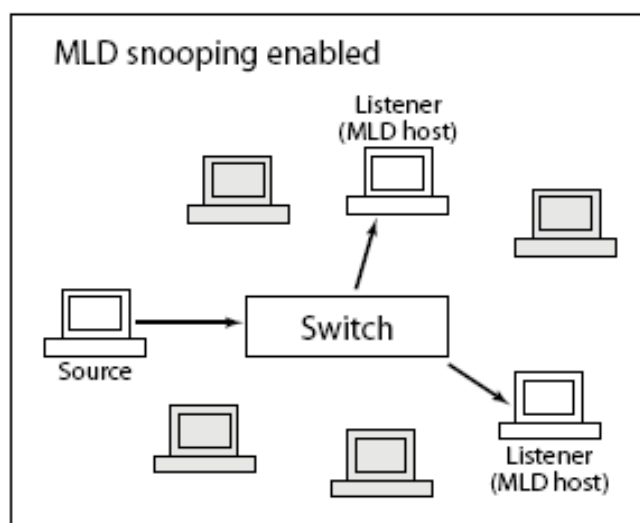 MLD snooping enabled
Listener
(MLD host)
Switch
Source
Listener
(MLD host)